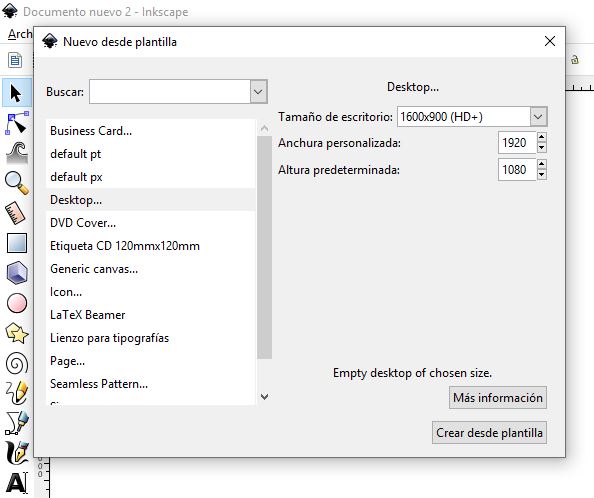 Documento nuevo 2 - Inkscape
Nuevo desde plantilla
Buscar:
Desktop...
Tamaño de escritorio: 1600x900 (HD+)
Anchura personalizada: 1920
Altura predeterminada: 1080
Business Card...
default pt
default px
Desktop...
DVD Cover...
Etiqueta CD 120mmx120mm
Generic canvas...
Icon...
LaTeX Beamer
Lienzo para tipografías
Page...
Seamless Pattern...
Empty desktop of chosen size.
Más información
Crear desde plantilla